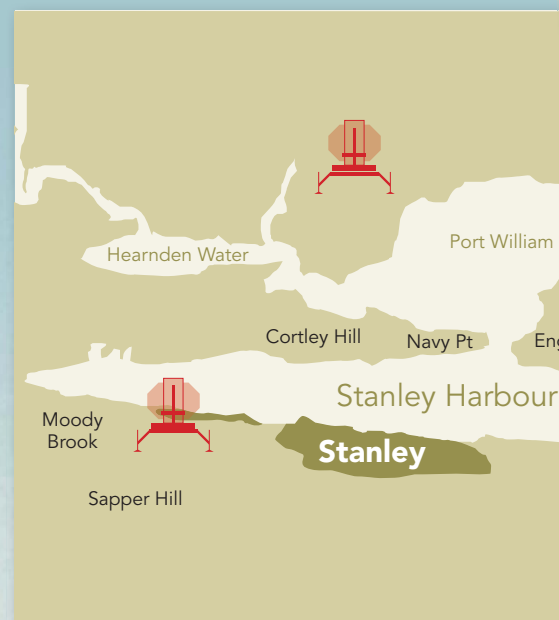 Hearnden Water
Port William
Cortley Hill
Navy Pt
Stanley Harbour
Moody
Brook
Stanley
Sapper Hill